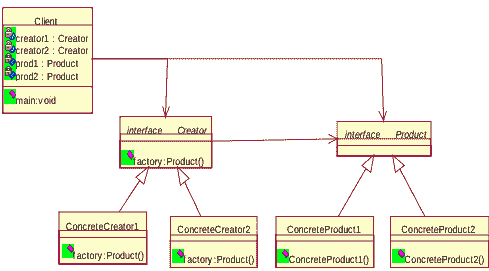 Client
creator1 : Creator
creator2 : Creator
prod1 : Product
prod2 : Product
main:void
interface Creator
factory:Product()
interface Product
ConcreteCreator1
factory:Product()
ConcreteCreator2
factory:Product()
ConcreteProduct1
ConcreteProduct1()
ConcreteProduct2
ConcreteProduct2()